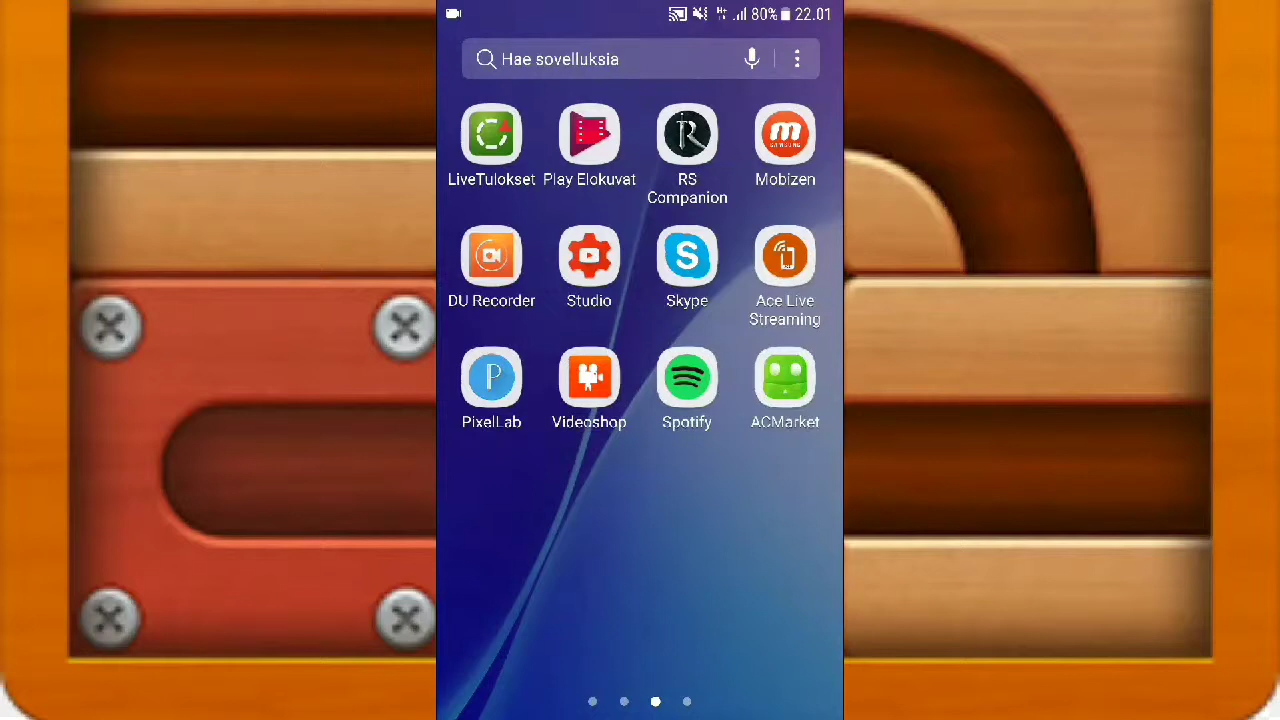 80% 22.01
Hae sovelluksia
LiveTulokset
Play Elokuvat
RS
Companion
Mobizen
DU Recorder
Studio
Skype
Ace Live
Streaming
PixelLab
Videoshop
Spotify
ACMarket